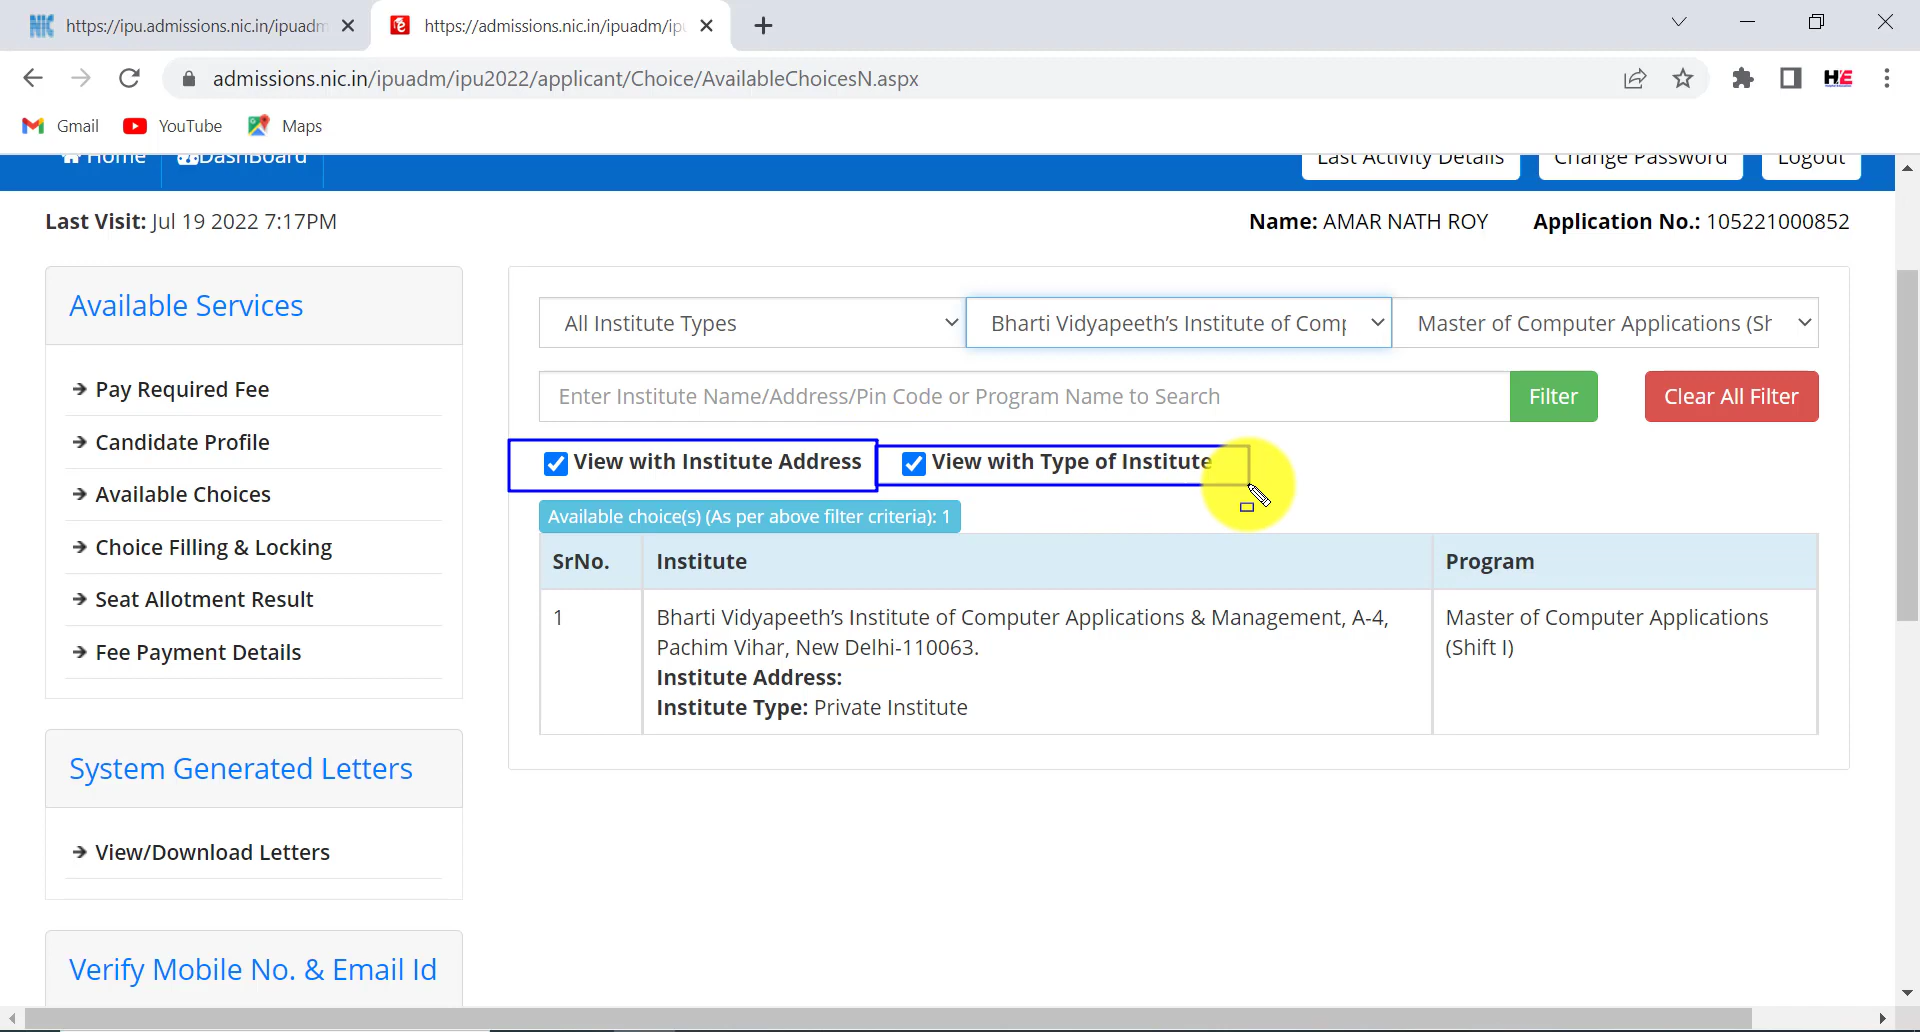 https://ipu.admissions.nic.in/ipuadm
https://admissions.nic.in/ipuadm/ip
admissions.nic.in/ipuadm/ipu2022/applicant/Choice/AvailableChoicesN.aspx
Gmail YouTube Maps
Home DashBoard Last Activity Details Change Password Logout
Last Visit: Jul 19 2022 7:17PM Name: AMAR NATH ROY Application No.: 105221000852
Available Services
Pay Required Fee
Candidate Profile
Available Choices
Choice Filling & Locking
Seat Allotment Result
Fee Payment Details
System Generated Letters
View/Download Letters
Verify Mobile No. & Email Id
All Institute Types Bharti Vidyapeeth’s Institute of Comp Master of Computer Applications (Sh
Enter Institute Name/Address/Pin Code or Program Name to Search Filter Clear All Filter
View with Institute Address View with Type of Institute
Available choice(s) (As per above filter criteria): 1
SrNo. Institute Program
1 Bharti Vidyapeeth’s Institute of Computer Applications & Management, A-4, Master of Computer Applications
Pachim Vihar, New Delhi-110063. (Shift I)
Institute Address:
Institute Type: Private Institute